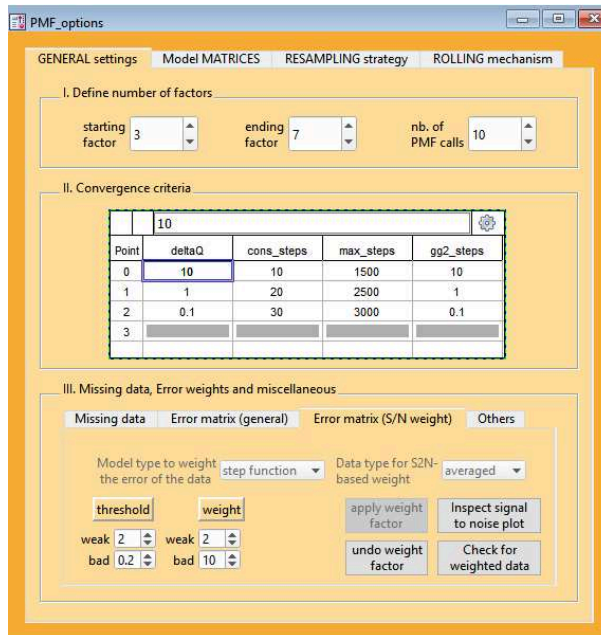 PMF_options
GENERAL settings Model MATRICES RESAMPLING strategy ROLLING mechanism
I. Define number of factors
starting factor 3 ending factor 7 nb. of PMF calls 10
II. Convergence criteria
10
Point deltaQ cons_steps max_steps gg2_steps
0 10 10 1500 10
1 1 20 2500 1
2 0.1 30 3000 0.1
3
III. Missing data, Error weights and miscellaneous
Missing data Error matrix (general) Error matrix (S/N weight) Others
Model type to weight the error of the data step function Data type for S2N-based weight averaged
threshold weight apply weight factor Inspect signal to noise plot
weak 2 weak 2
bad 0.2 bad 10 undo weight factor Check for weighted data